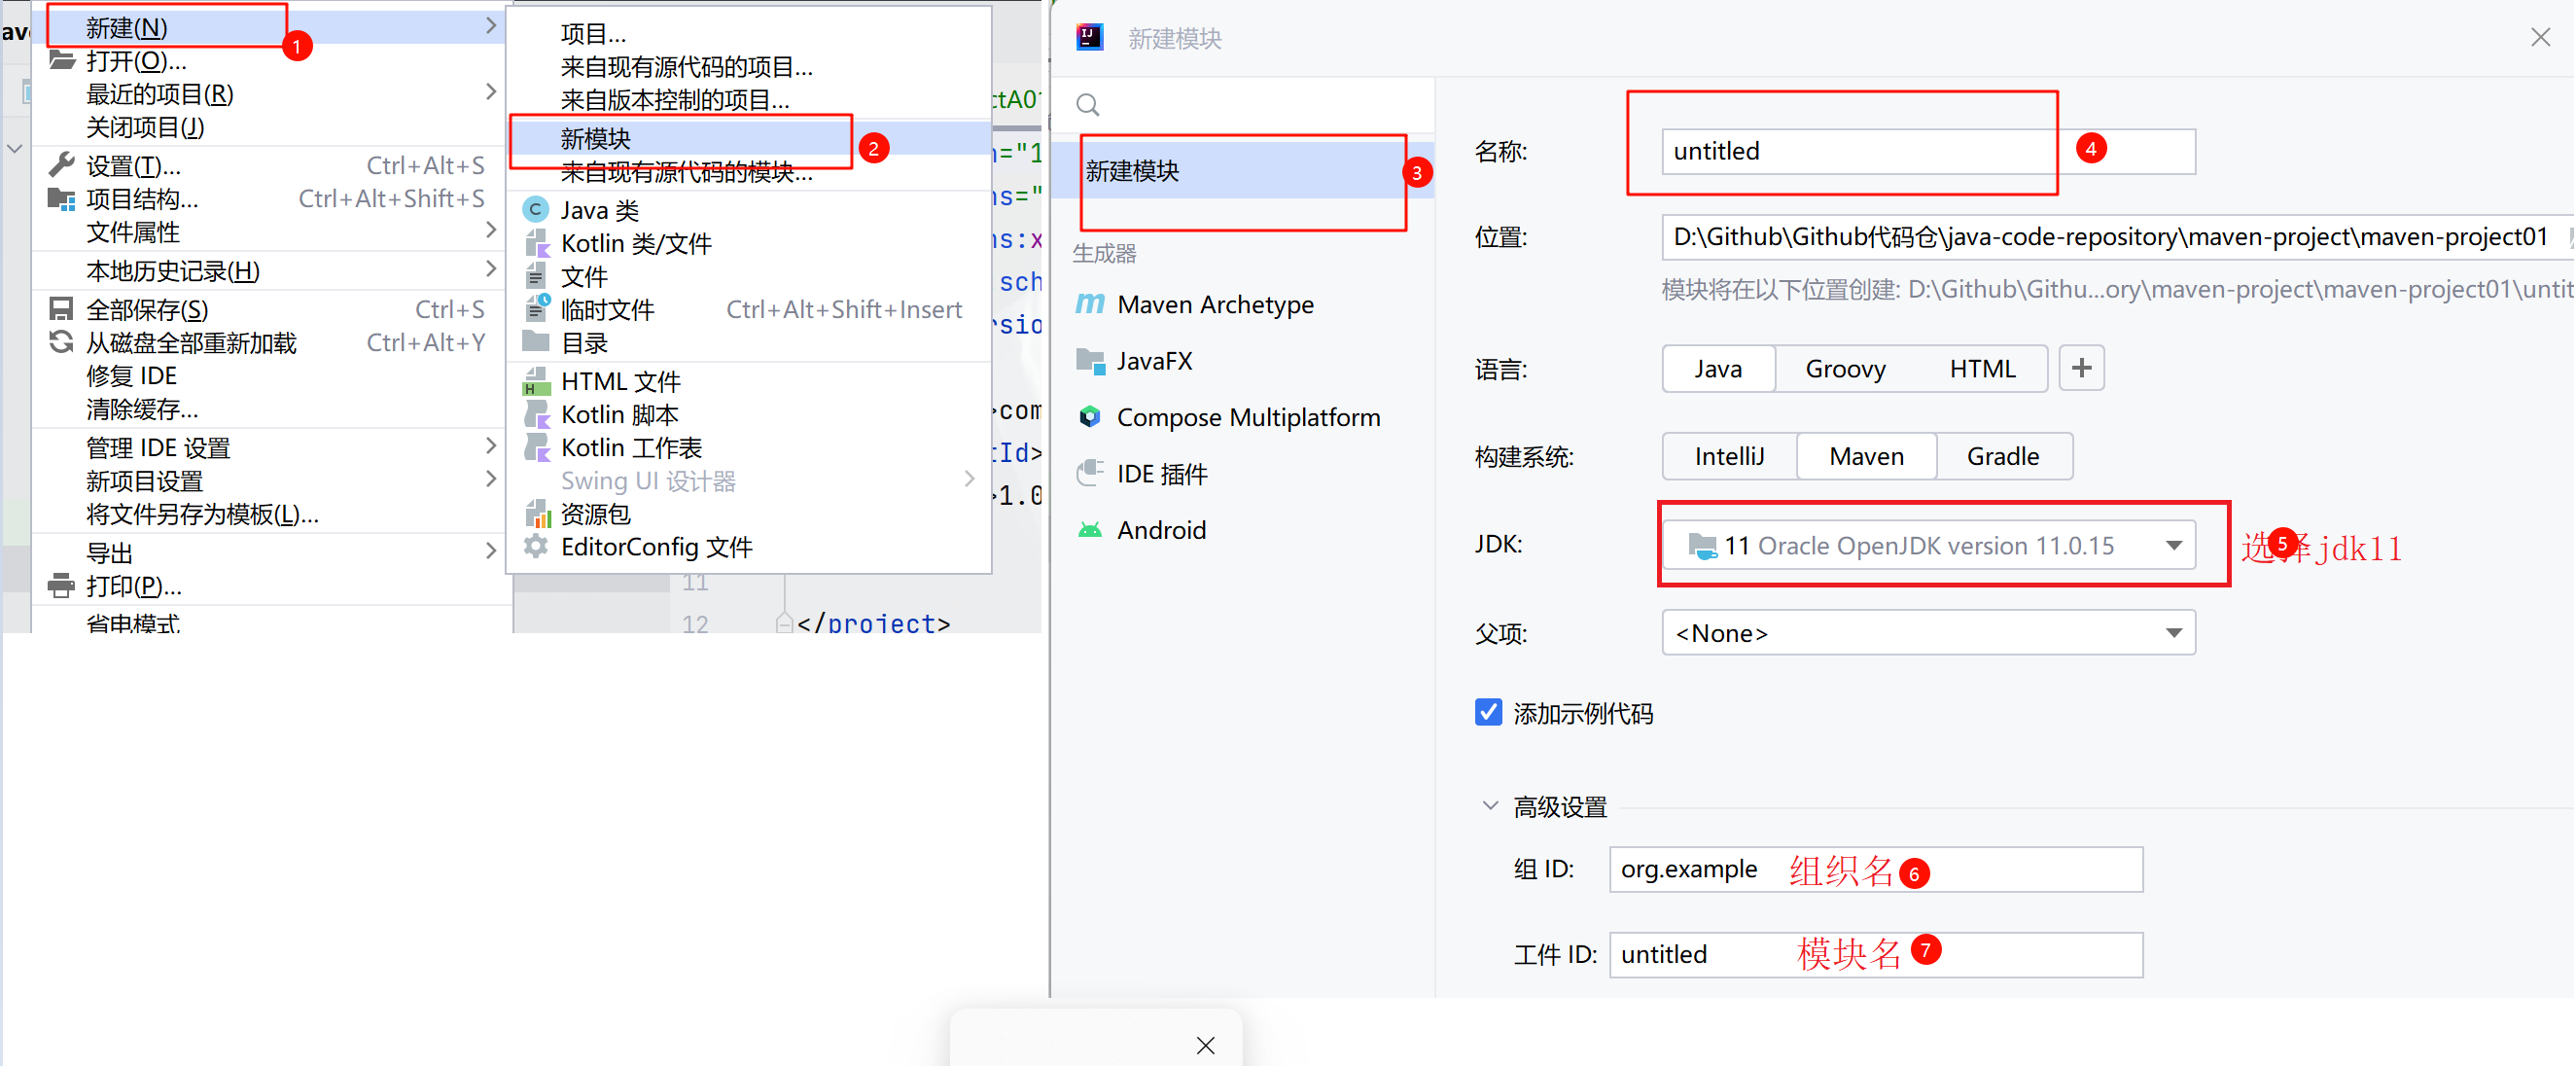 新建(N)
1
打开(O)...
最近的项目(R)
关闭项目(J)
设置(T)... Ctrl+Alt+S
项目结构... Ctrl+Alt+Shift+S
文件属性
本地历史记录(H)
全部保存(S) Ctrl+S
从磁盘全部重新加载 Ctrl+Alt+Y
修复 IDE
清除缓存...
管理 IDE 设置
新项目设置
将文件另存为模板(L)...
导出
打印(P)...
省电模式
项目...
来自现有源代码的项目...
来自版本控制的项目...
新模块
2
来自现有源代码的模块...
Java 类
Kotlin 类/文件
文件
临时文件 Ctrl+Alt+Shift+Insert
目录
HTML 文件
Kotlin 脚本
Kotlin 工作表
Swing UI 设计器
资源包
EditorConfig 文件
ctA01
="1
s="
s:x
sch
rsio
>com
tId>
>1.0
11
12 </project>
新建模块
新建模块
3
生成器
Maven Archetype
JavaFX
Compose Multiplatform
IDE 插件
Android
名称: untitled
4
位置: D:\Github\Github代码仓\java-code-repository\maven-project\maven-project01
模块将在以下位置创建: D:\Github\Githu...ory\maven-project\maven-project01\untit
语言: Java Groovy HTML +
构建系统: IntelliJ Maven Gradle
JDK: 11 Oracle OpenJDK version 11.0.15
选择jdk11
5
父项: <None>
添加示例代码
高级设置
组 ID: org.example 组织名 6
工件 ID: untitled 模块名 7